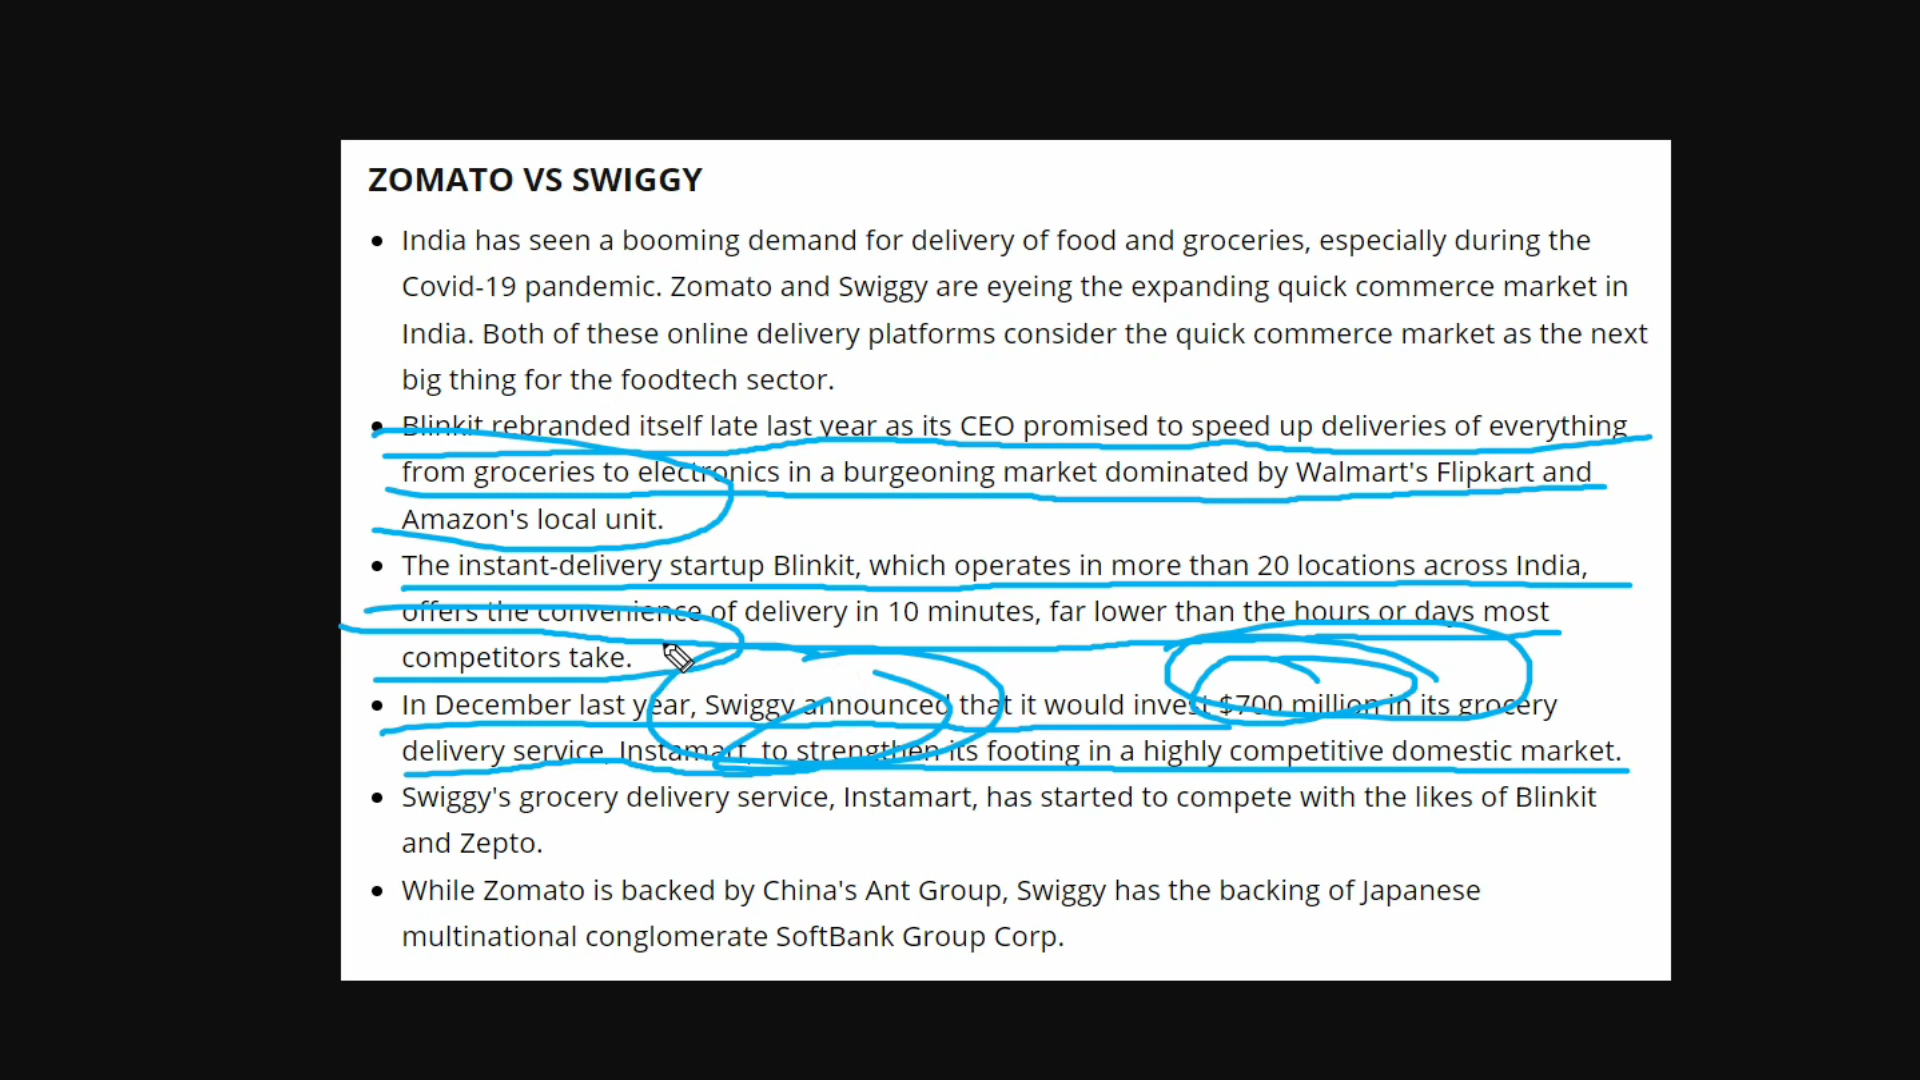 ZOMATO VS SWIGGY
• India has seen a booming demand for delivery of food and groceries, especially during the
Covid-19 pandemic. Zomato and Swiggy are eyeing the expanding quick commerce market in
India. Both of these online delivery platforms consider the quick commerce market as the next
big thing for the foodtech sector.
• Blinkit rebranded itself late last year as its CEO promised to speed up deliveries of everything
from groceries to electronics in a burgeoning market dominated by Walmart's Flipkart and
Amazon's local unit.
• The instant-delivery startup Blinkit, which operates in more than 20 locations across India,
offers the convenience of delivery in 10 minutes, far lower than the hours or days most
competitors take.
• In December last year, Swiggy announced that it would invest $700 million in its grocery
delivery service, Instamart, to strengthen its footing in a highly competitive domestic market.
• Swiggy's grocery delivery service, Instamart, has started to compete with the likes of Blinkit
and Zepto.
• While Zomato is backed by China's Ant Group, Swiggy has the backing of Japanese
multinational conglomerate SoftBank Group Corp.